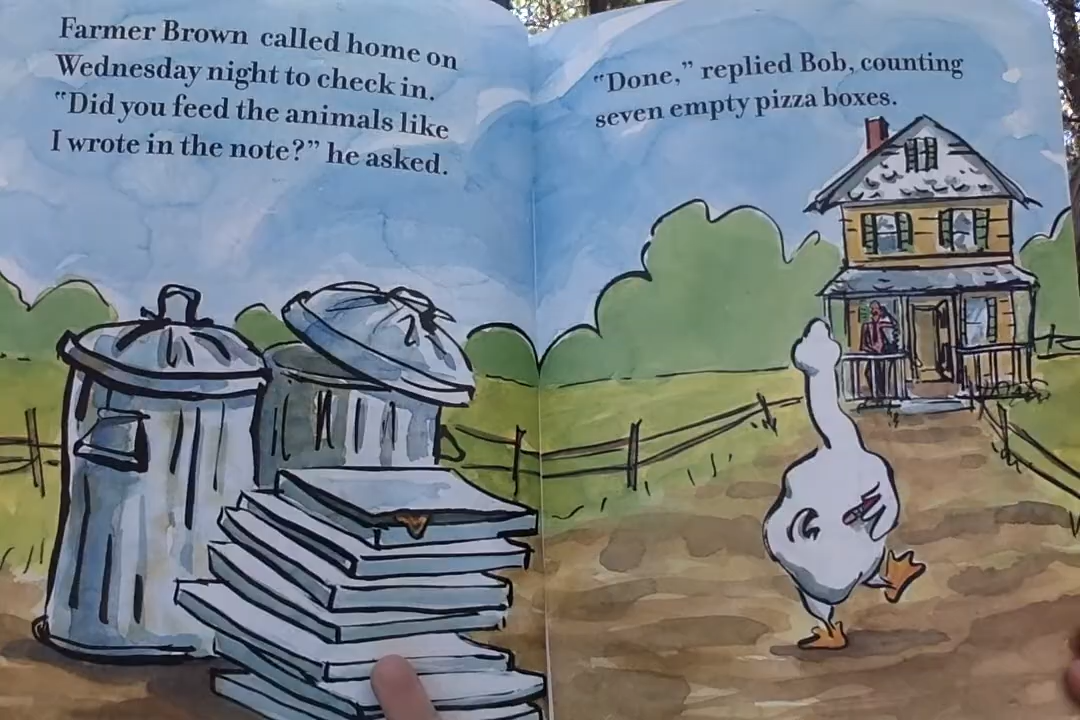 Farmer Brown called home on
Wednesday night to check in.
"Did you feed the animals like
I wrote in the note?" he asked.
"Done," replied Bob, counting
seven empty pizza boxes.